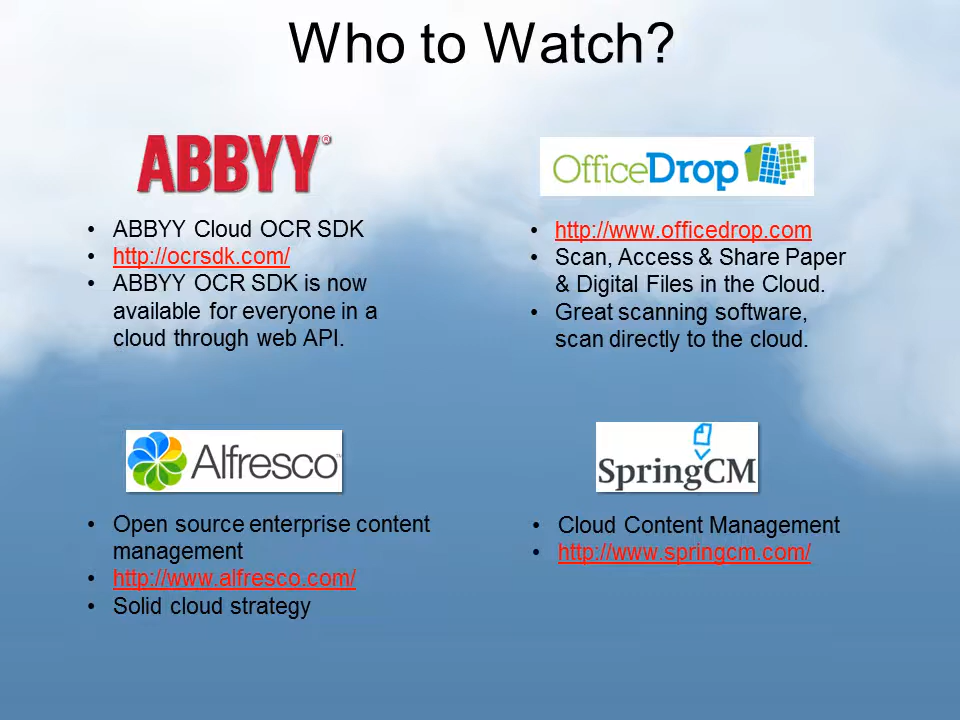 Who to Watch?
ABBYY®
• ABBYY Cloud OCR SDK
• http://ocrsdk.com/
• ABBYY OCR SDK is now
available for everyone in a
cloud through web API.
OfficeDrop
• http://www.officedrop.com
• Scan, Access & Share Paper
& Digital Files in the Cloud.
• Great scanning software,
scan directly to the cloud.
Alfresco™
• Open source enterprise content
management
• http://www.alfresco.com/
• Solid cloud strategy
SpringCM
• Cloud Content Management
• http://www.springcm.com/